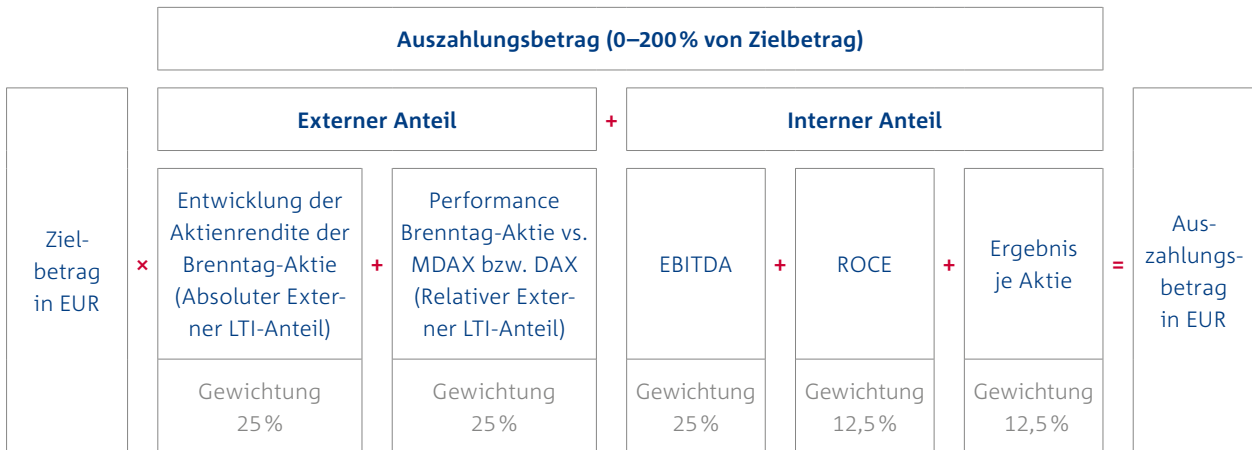 Auszahlungsbetrag (0–200 % von Zielbetrag)
Externer Anteil
+
Interner Anteil
Ziel-
betrag
in EUR
×
Entwicklung der
Aktienrendite der
Brenntag-Aktie
(Absoluter Exter-
ner LTI-Anteil)
+
Performance
Brenntag-Aktie vs.
MDAX bzw. DAX
(Relativer Exter-
ner LTI-Anteil)
EBITDA
+
ROCE
+
Ergebnis
je Aktie
=
Aus-
zahlungs-
betrag
in EUR
Gewichtung
25 %
Gewichtung
25 %
Gewichtung
25 %
Gewichtung
12,5 %
Gewichtung
12,5 %